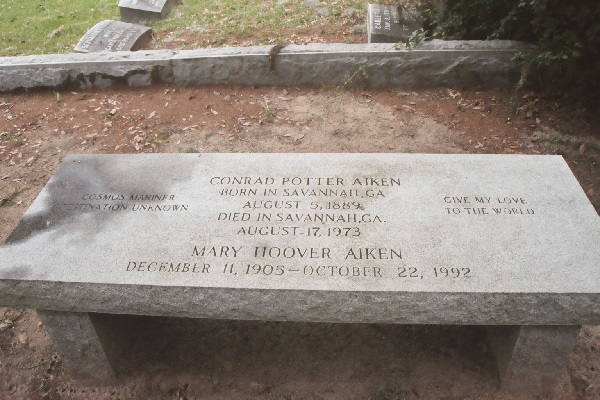 CONRAD POTTER AIKEN
BORN IN SAVANNAH, GA
AUGUST 5, 1889
DIED IN SAVANNAH, GA.
AUGUST 17, 1973
MARY HOOVER AIKEN
DECEMBER 11, 1905—OCTOBER 22, 1992
COSMOS MARINER
DESTINATION UNKNOWN
GIVE MY LOVE
TO THE WORLD